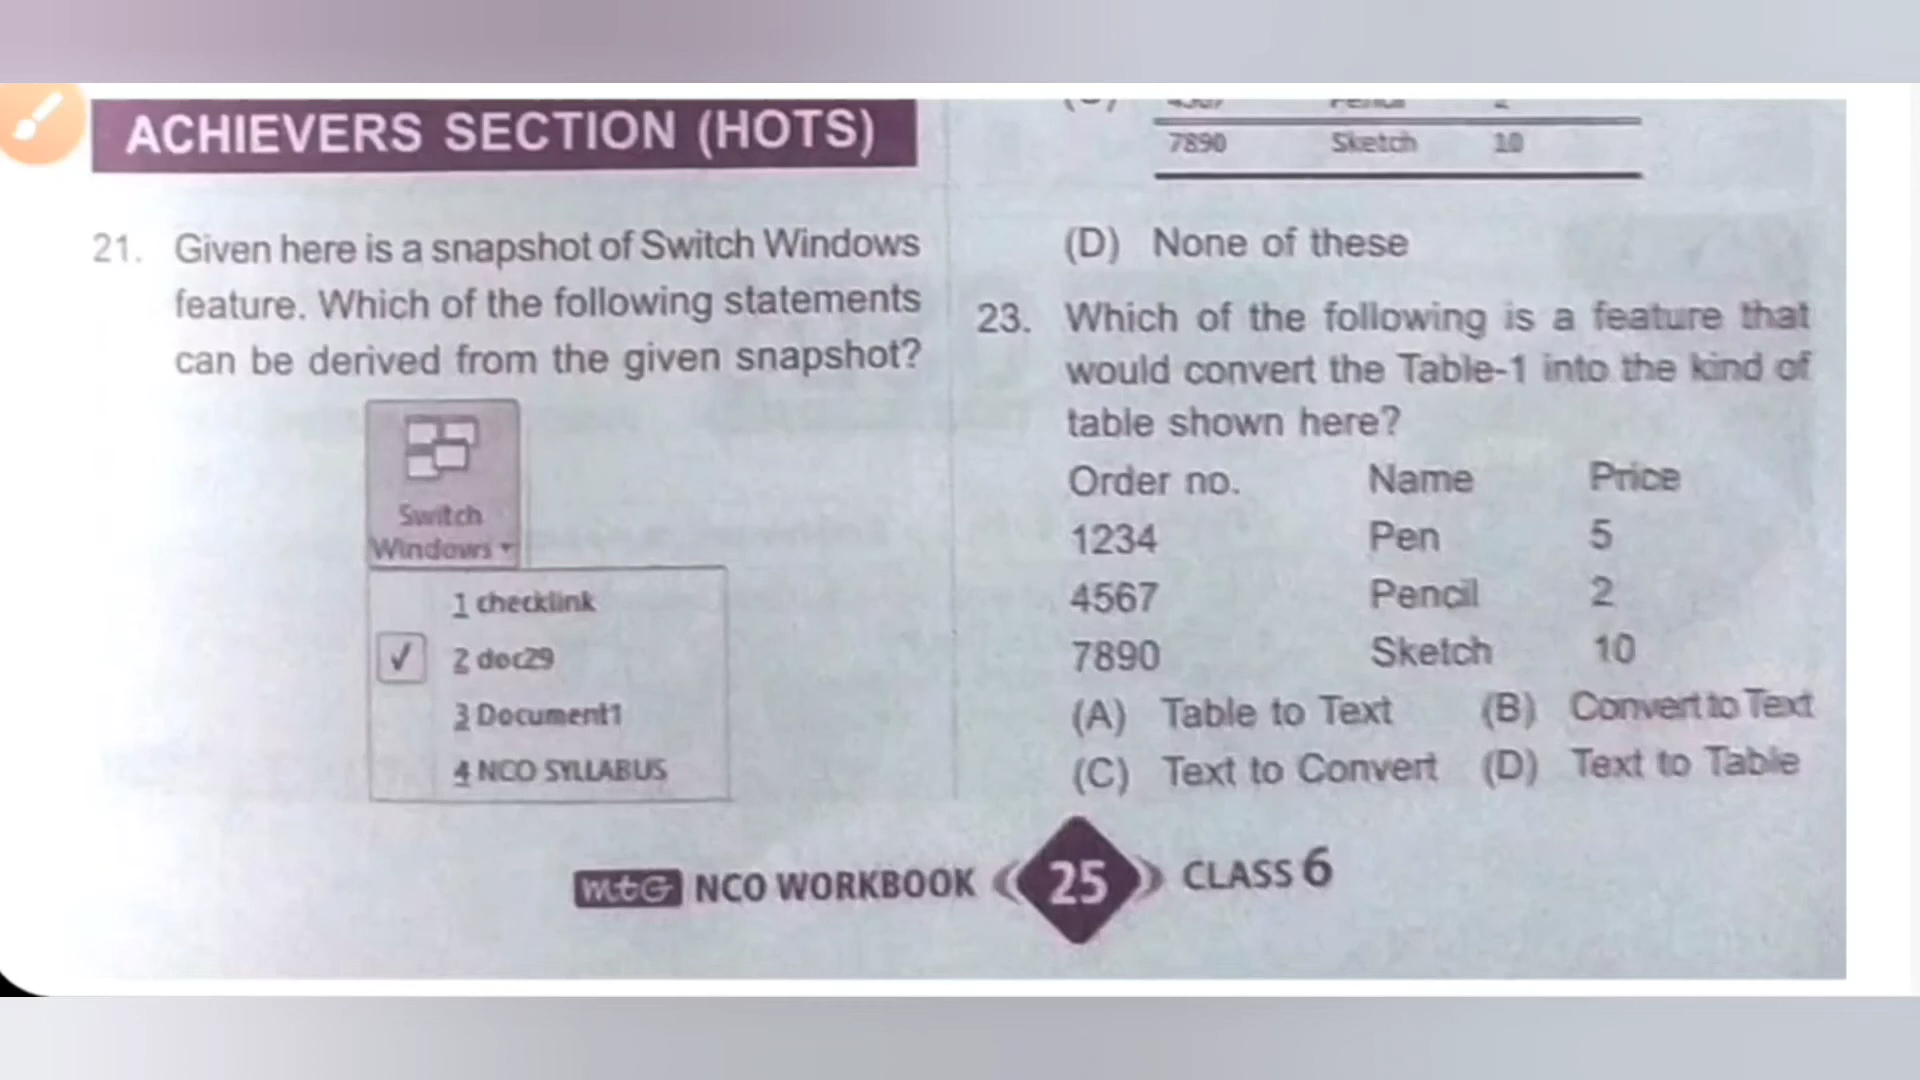 ACHIEVERS SECTION (HOTS)
21. Given here is a snapshot of Switch Windows
feature. Which of the following statements
can be derived from the given snapshot?
Switch
Windows
1 checklink
✓ 2 doc29
3 Document1
4 NCO SYLLABUS
4567 Pencil 2
7890 Sketch 10
(D) None of these
23. Which of the following is a feature that
would convert the Table-1 into the kind of
table shown here?
Order no. Name Price
1234 Pen 5
4567 Pencil 2
7890 Sketch 10
(A) Table to Text (B) Convert to Text
(C) Text to Convert (D) Text to Table
mtG NCO WORKBOOK 25 CLASS 6